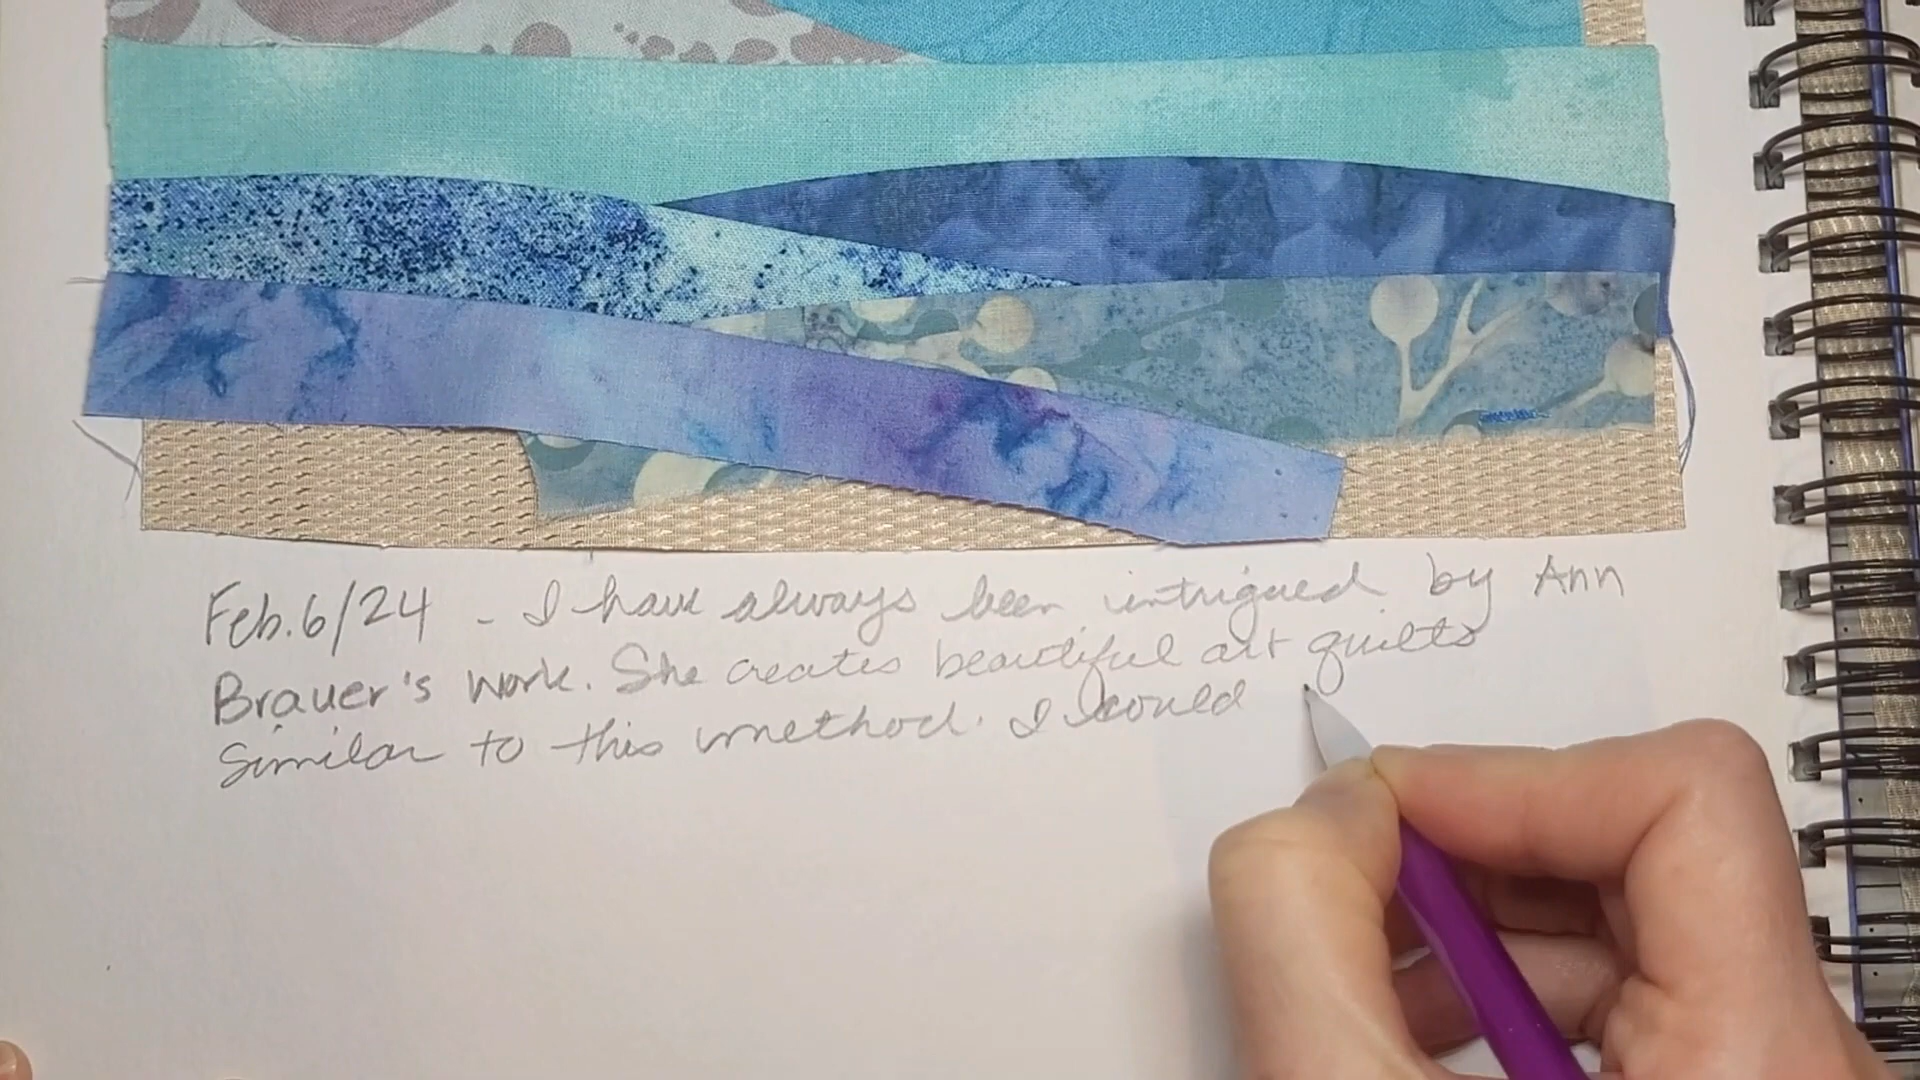 Feb. 6/24 - I have always been intrigued by Ann
Brauer's work. She creates beautiful art quilts
similar to this method. I could